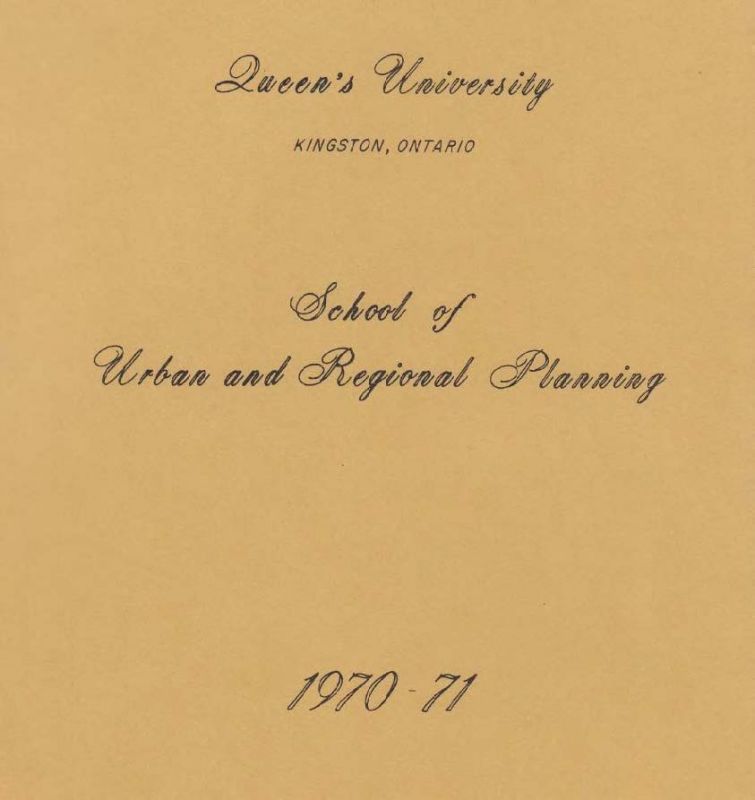 Queen's University
KINGSTON, ONTARIO
School of
Urban and Regional Planning
1970-71